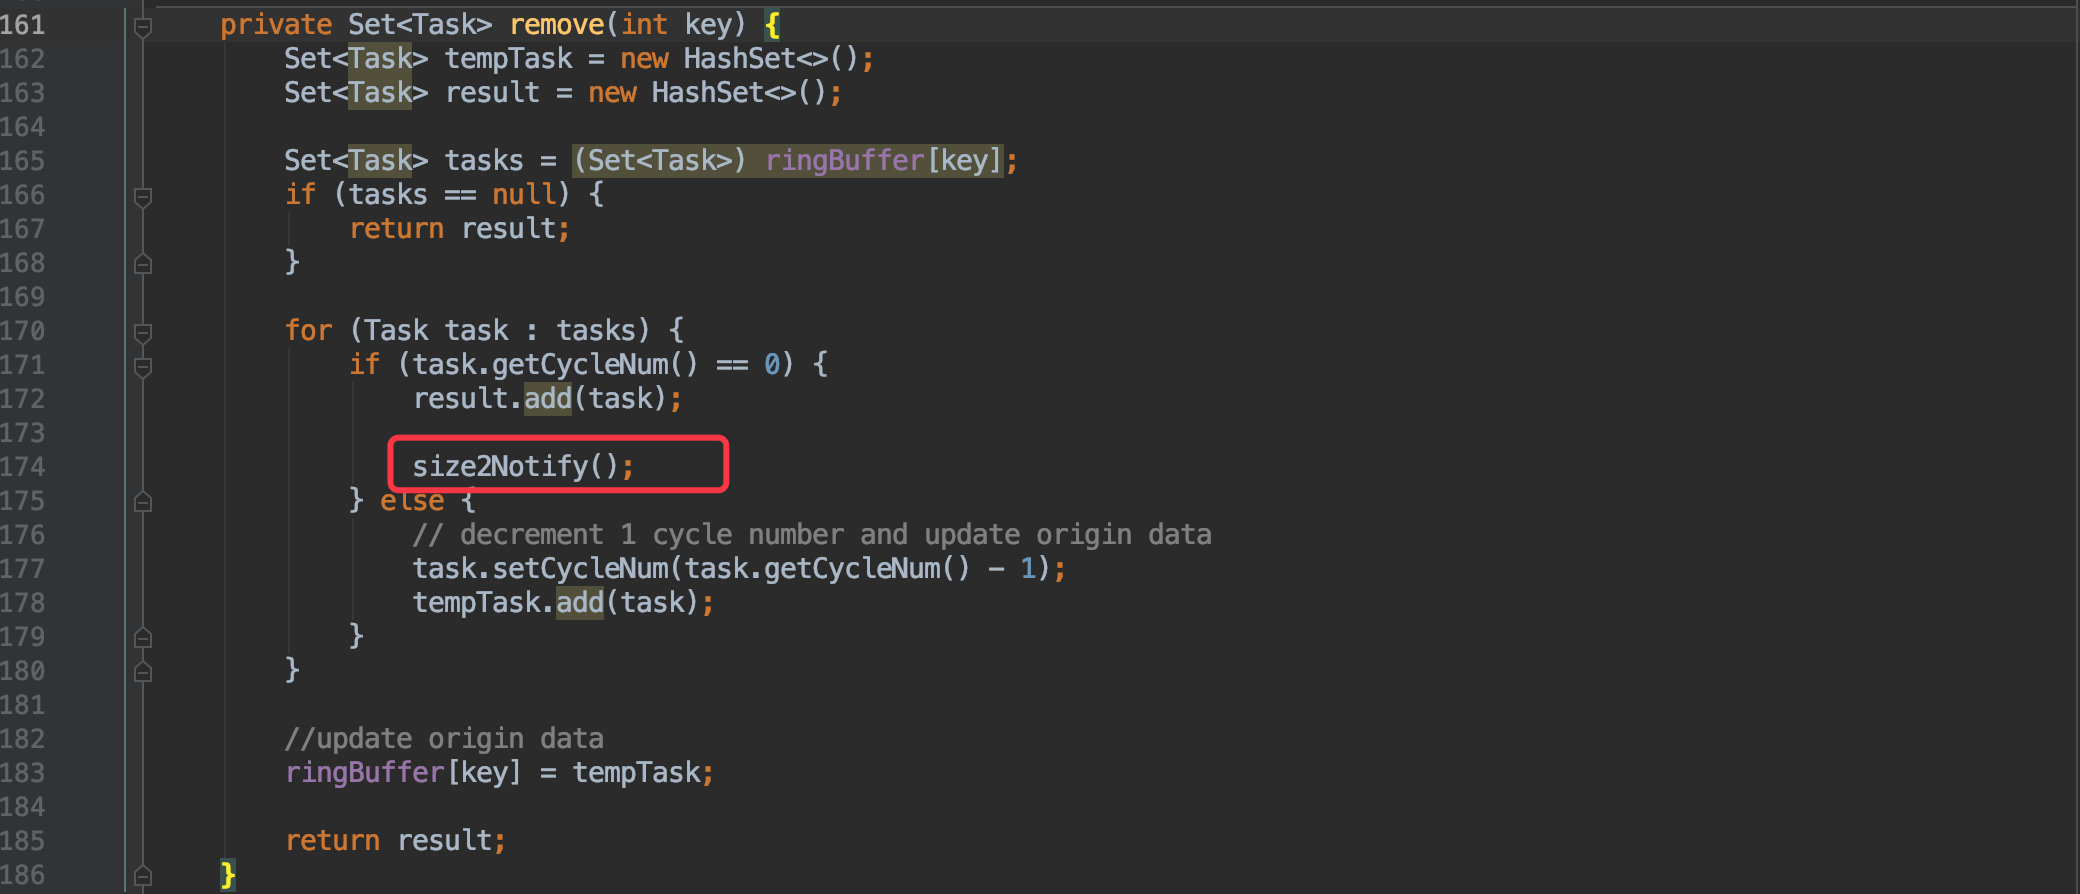 161 private Set<Task> remove(int key) {
162 Set<Task> tempTask = new HashSet<>();
163 Set<Task> result = new HashSet<>();
164
165 Set<Task> tasks = (Set<Task>) ringBuffer[key];
166 if (tasks == null) {
167 return result;
168 }
169
170 for (Task task : tasks) {
171 if (task.getCycleNum() == 0) {
172 result.add(task);
173
174 size2Notify();
175 } else {
176 // decrement 1 cycle number and update origin data
177 task.setCycleNum(task.getCycleNum() - 1);
178 tempTask.add(task);
179 }
180 }
181
182 //update origin data
183 ringBuffer[key] = tempTask;
184
185 return result;
186 }